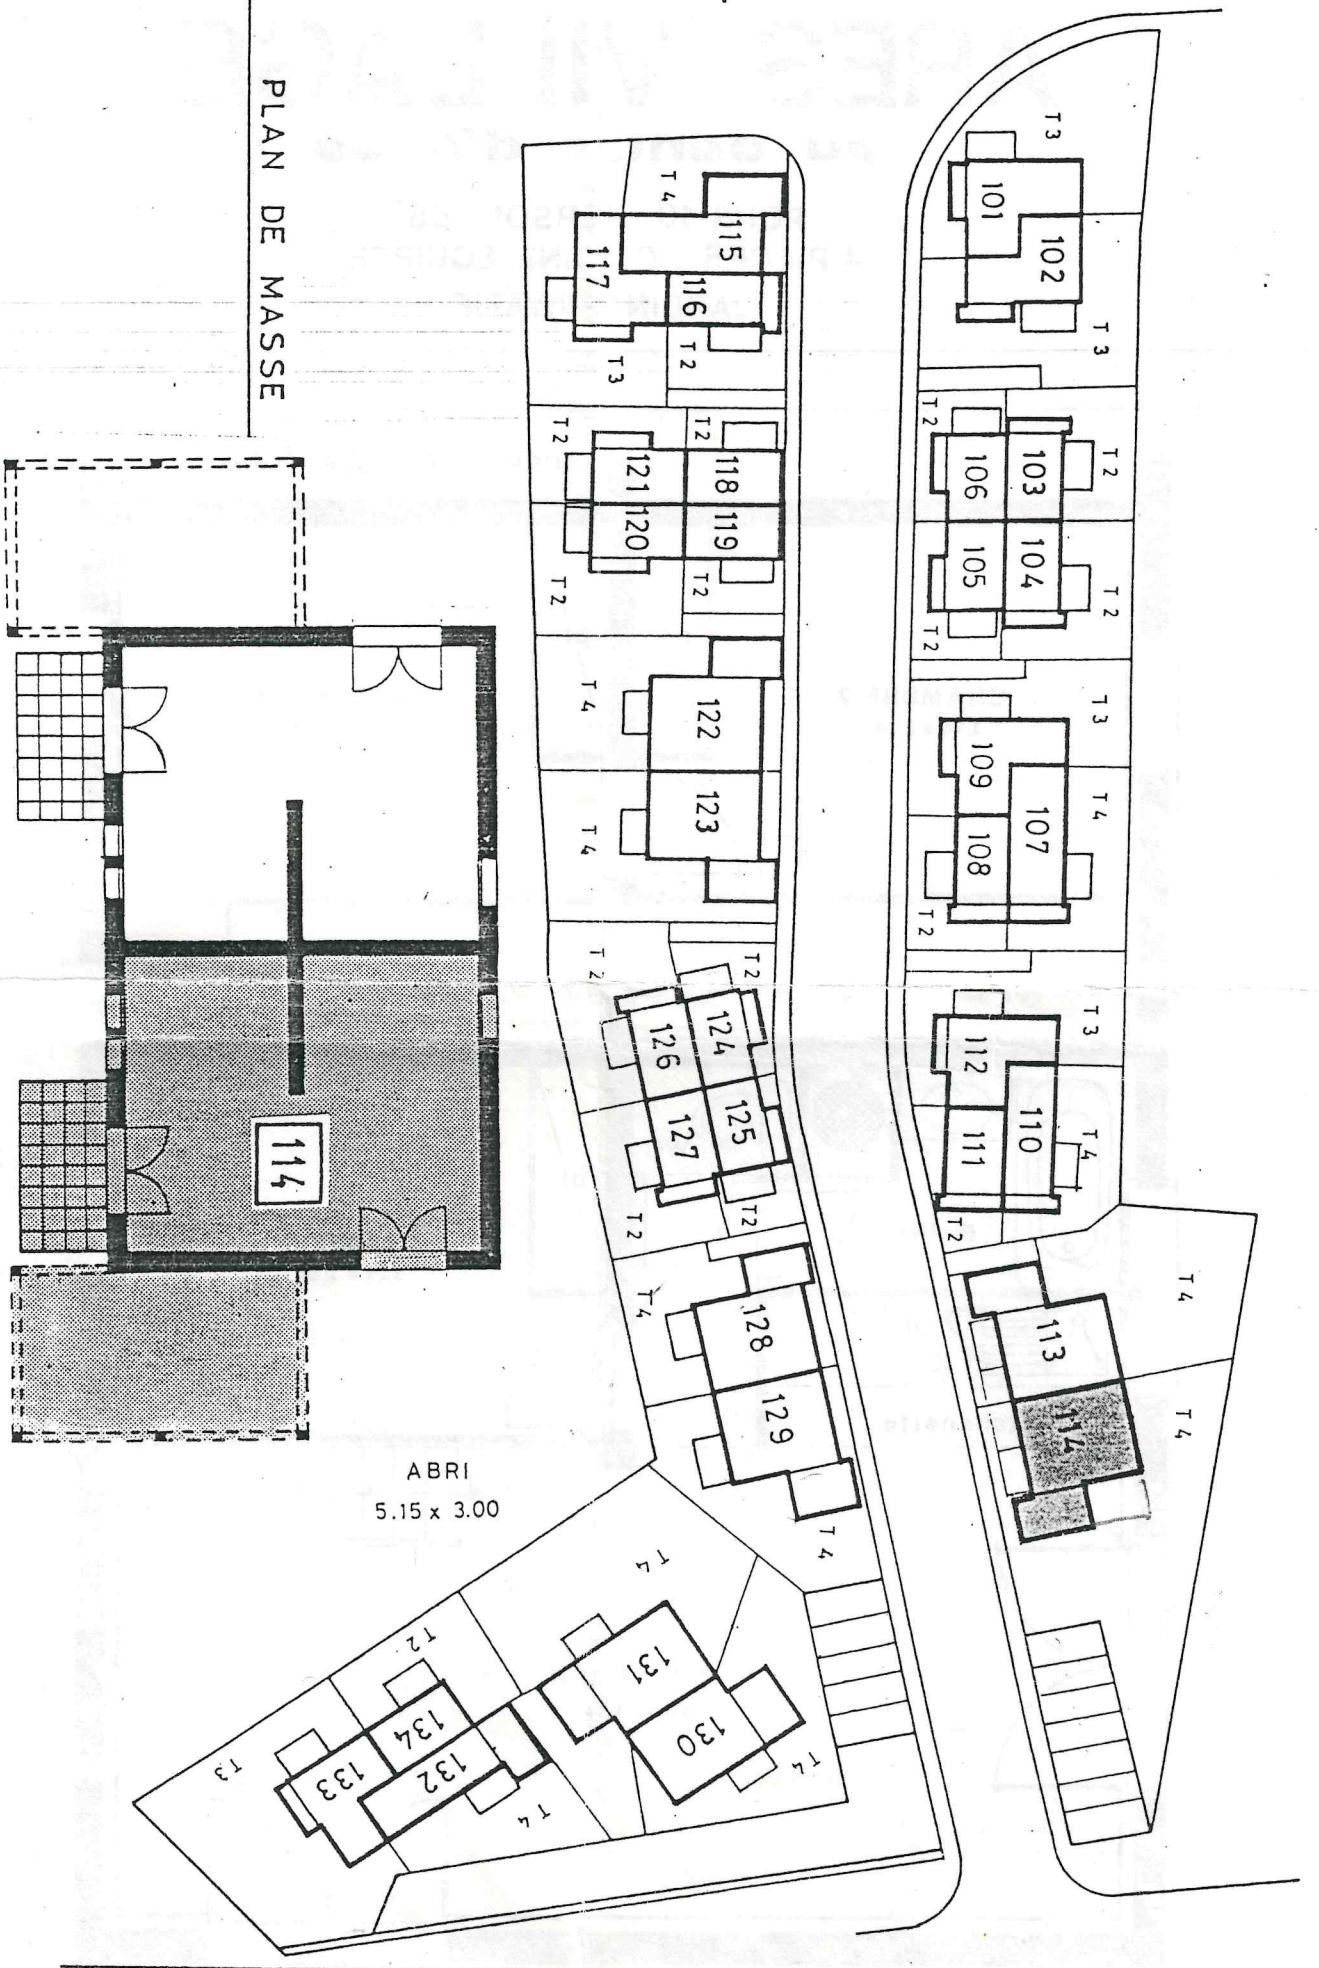 PLAN DE MASSE
T3
101
102
T3
T4
115
117
116
T3
T2
T2
106
103
T2
105
104
T2
T2
T2
T2
121
118
120
119
T2
T2
T4
122
123
T4
T3
109
107
T4
108
T2
T2
T2
126
124
127
125
T2
T2
T3
112
110
T4
111
T2
T4
113
114
T4
T4
128
129
T4
114
ABRI
5.15 x 3.00
T4
131
130
T4
T2
134
132
133
T3
T4